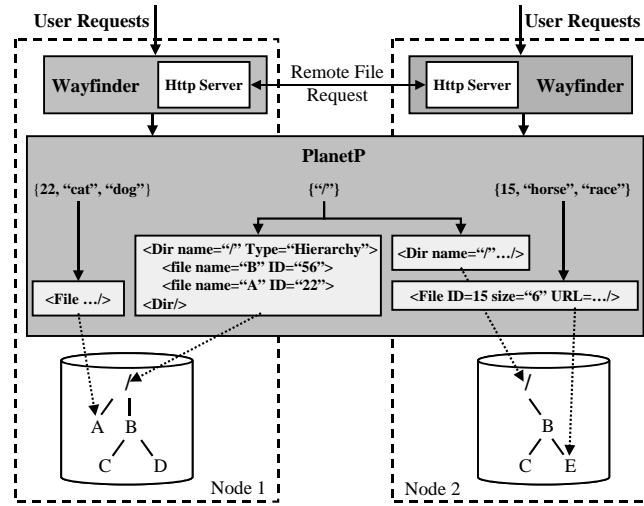 User Requests
User Requests
Wayfinder
Http Server
Remote File
Request
Http Server
Wayfinder
PlanetP
{22, “cat”, “dog”}
{“/”}
{15, “horse”, “race”}
<Dir name=“/” Type=“Hierarchy”>
<file name=“B” ID=“56”>
<file name=“A” ID=“22”>
<Dir/>
<Dir name=“/”…/>
<File …/>
<File ID=15 size=“6” URL=…/>
/
A
B
C
D
/
B
C
E
Node 1
Node 2